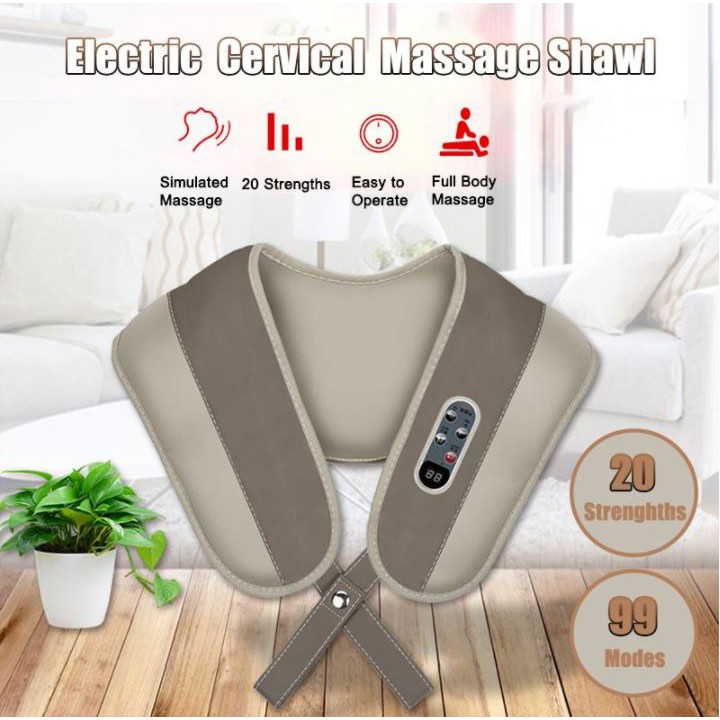 Electric Cervical Massage Shawl
Simulated
Massage
20 Strengths
Easy to
Operate
Full Body
Massage
20
Strenghths
99
Modes